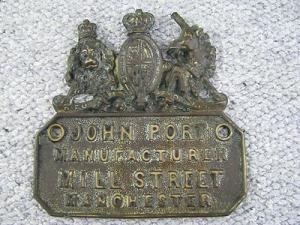 JOHN PORT
MANUFACTURER
MILL STREET
MANCHESTER